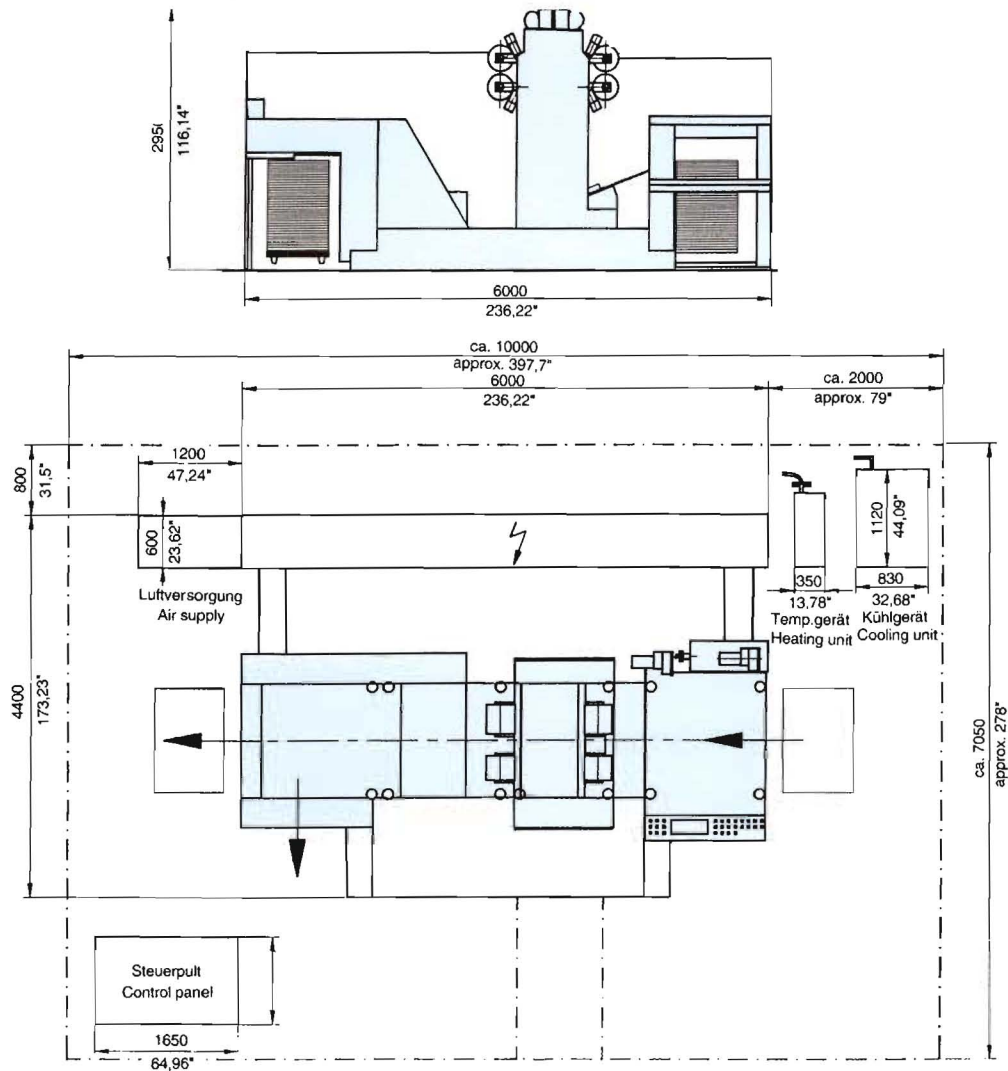 295(
116,14"
6000
236,22"
ca. 10000
approx. 397,7"
6000
236,22"
ca. 2000
approx. 79"
800
31,5"
1200
47,24"
600
23,62"
Luftversorgung
Air supply
1120
44,09"
350
13,78"
Temp.gerät
Heating unit
830
32,68"
Kühlgerät
Cooling unit
4400
173,23"
ca. 7050
approx. 278"
Steuerpult
Control panel
1650
64,96"